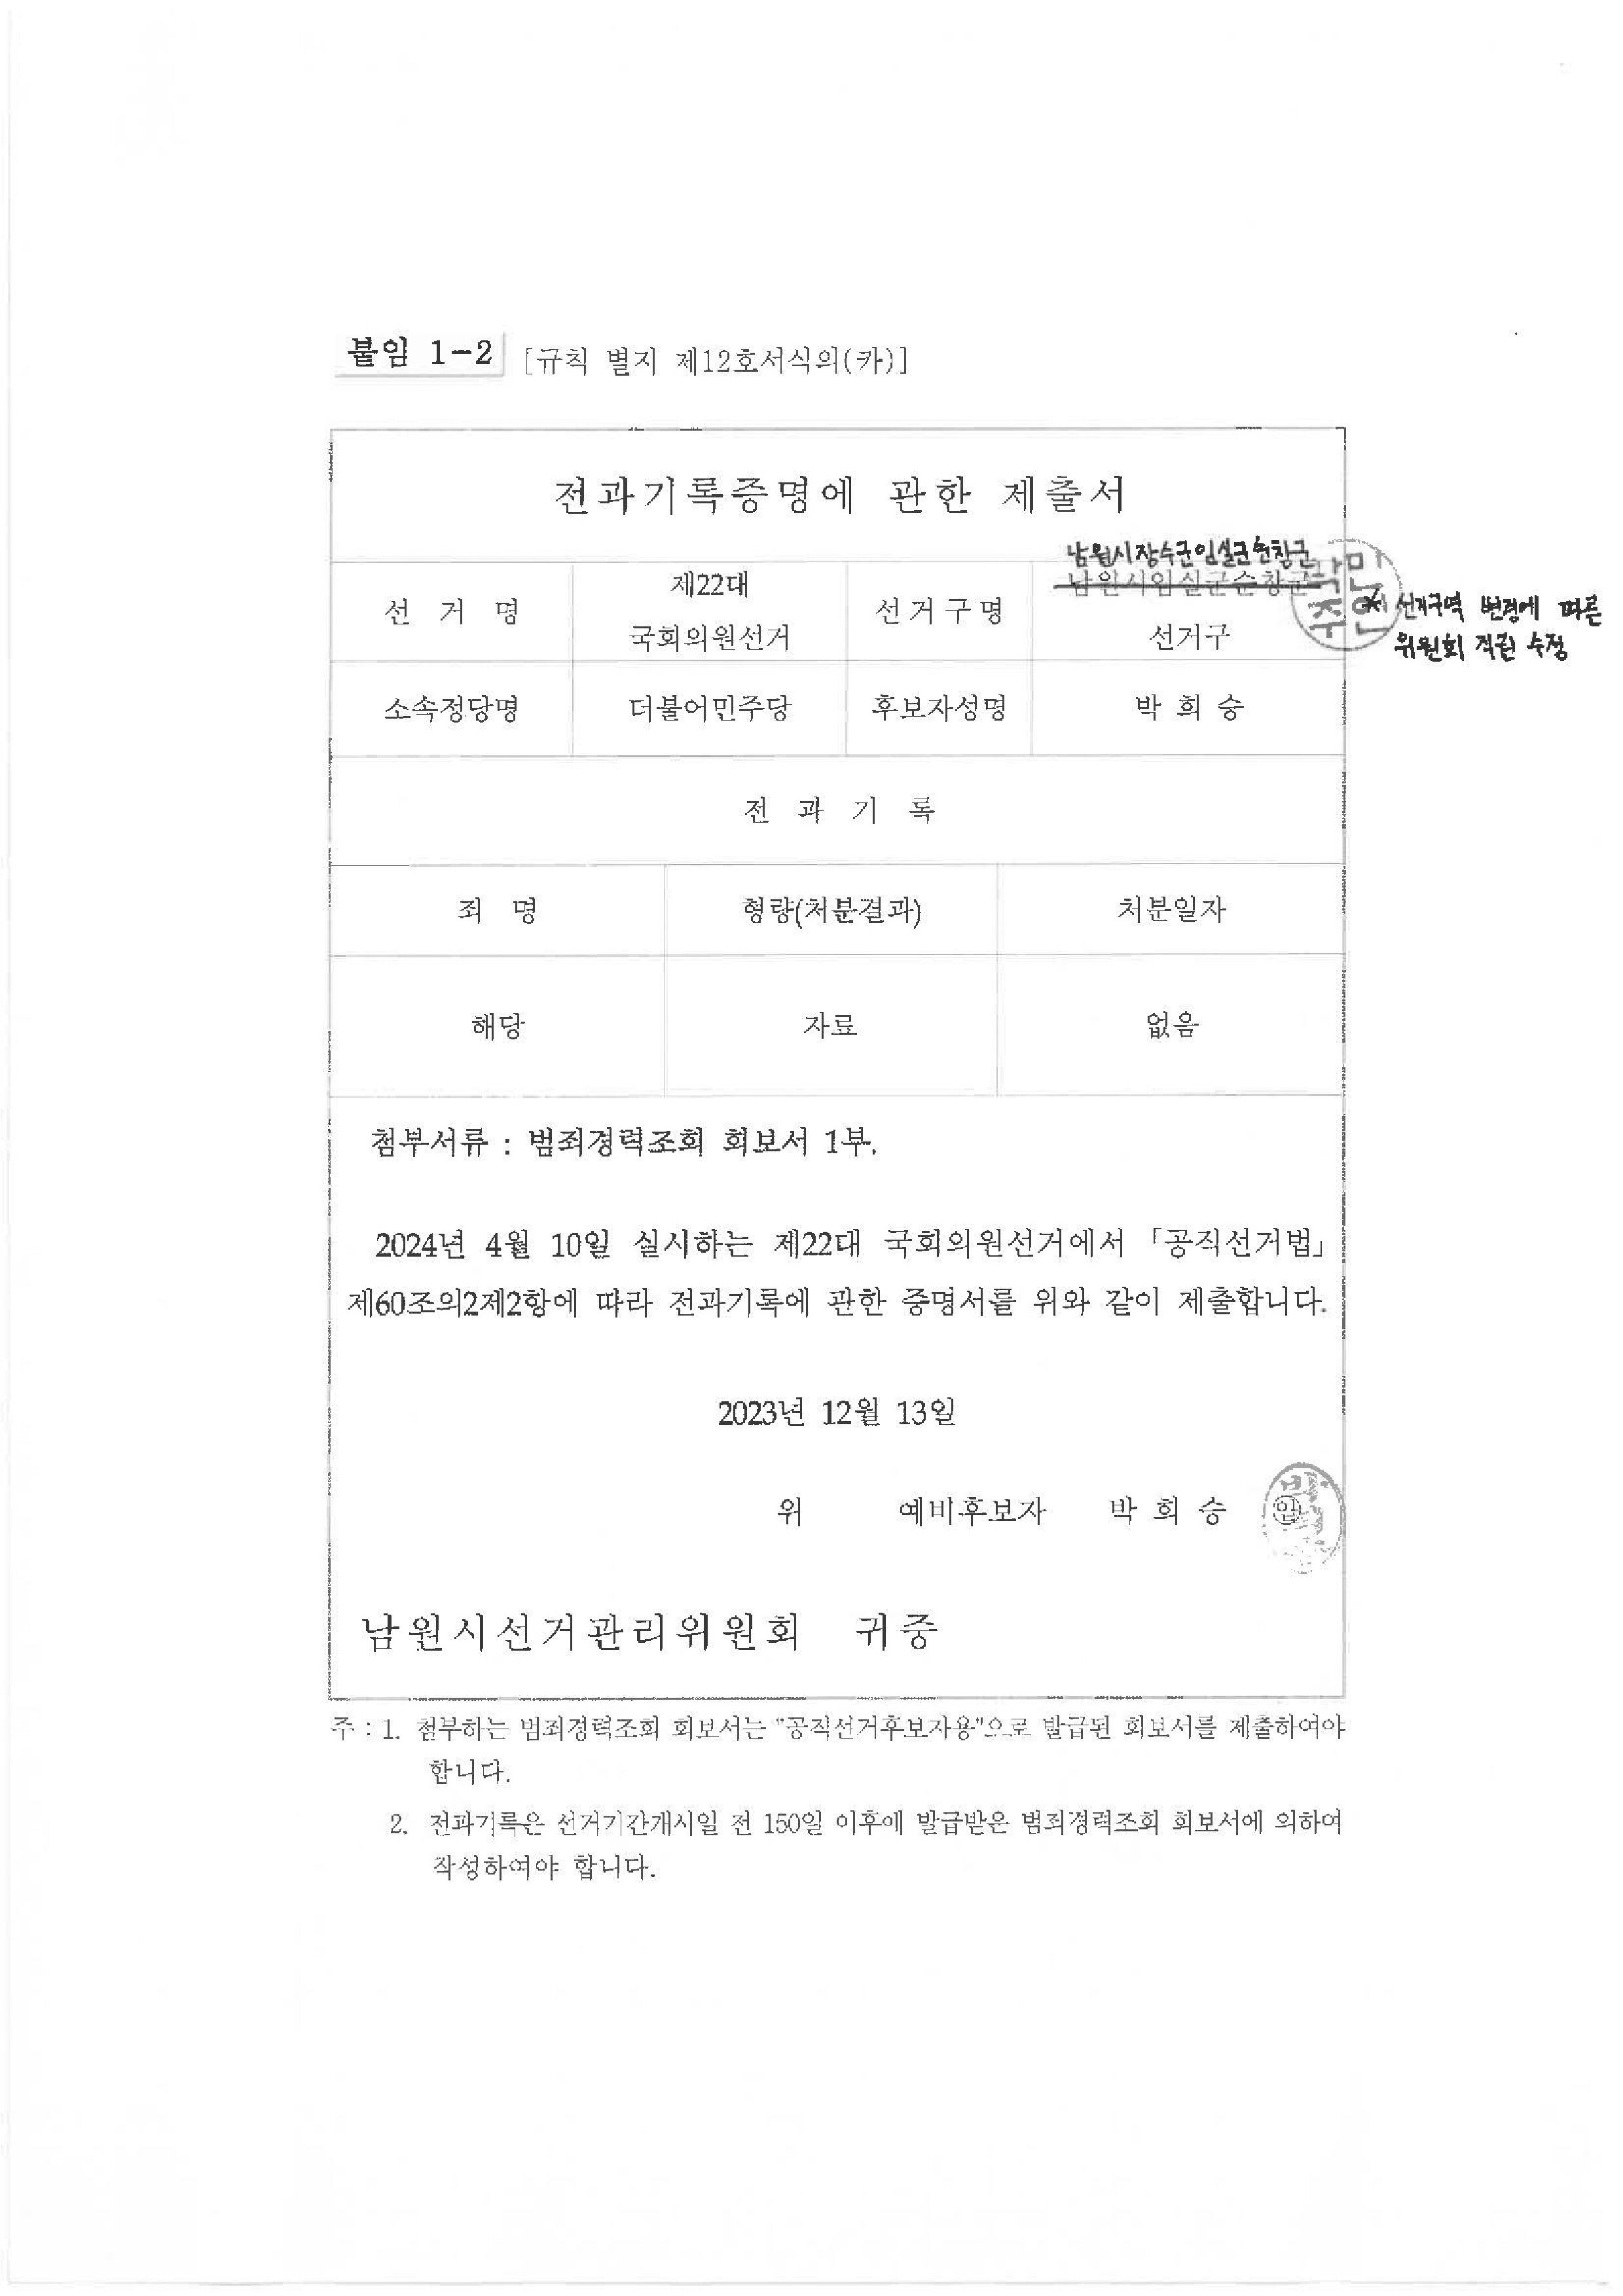 붙임 1-2 [규칙 별지 제12호서식의(카)]
전과기록증명에 관한 제출서
남원시장수군임실군순창군
선 거 명
제22대
국회의원선거
선거구명
남원시임실군순창군
선거구
※ 선거구역 변경에 따른
위원회 직권 수정
소속정당명 더불어민주당 후보자성명 박 희 승
전 과 기 록
죄 명 형량(처분결과) 처분일자
해당 자료 없음
첨부서류 : 범죄경력조회 회보서 1부.
2024년 4월 10일 실시하는 제22대 국회의원선거에서 「공직선거법」
제60조의2제2항에 따라 전과기록에 관한 증명서를 위와 같이 제출합니다.
2023년 12월 13일
위 예비후보자 박 희 승 ㊞
남원시선거관리위원회 귀중
주 : 1. 첨부하는 범죄경력조회 회보서는 "공직선거후보자용"으로 발급된 회보서를 제출하여야
합니다.
2. 전과기록은 선거기간개시일 전 150일 이후에 발급받은 범죄경력조회 회보서에 의하여
작성하여야 합니다.